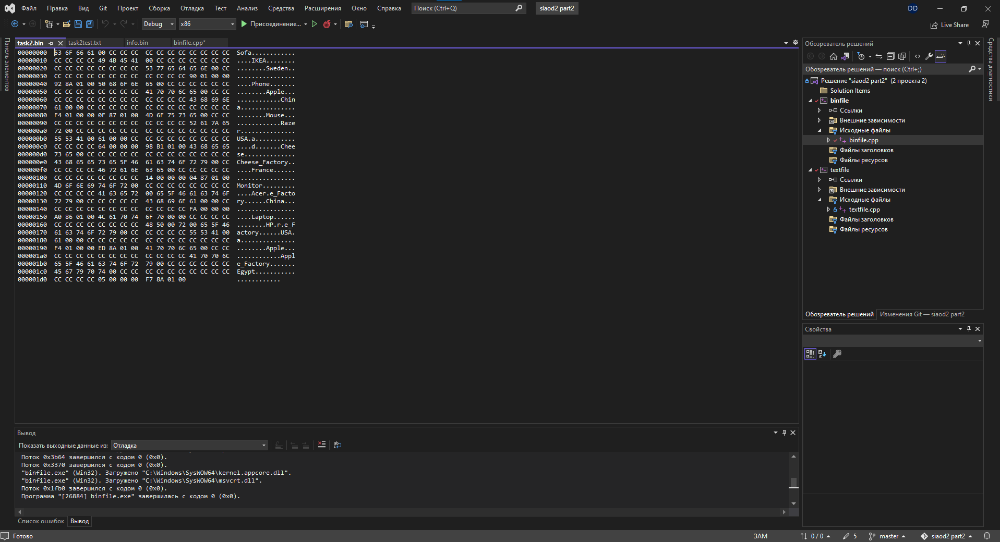 Файл Правка Вид Git Проект Сборка Отладка Тест Анализ Средства Расширения Окно Справка Поиск (Ctrl+Q) siaod2 part2 DD
Debug x86 Присоединение... Live Share
Панель элементов
task2.bin task2test.txt info.bin binfile.cpp*
00000000 53 6F 66 61 00 CC CC CC CC CC CC CC CC CC CC CC Sofa............
00000010 CC CC CC CC 49 4B 45 41 00 CC CC CC CC CC CC CC ....IKEA........
00000020 CC CC CC CC CC CC CC CC 53 77 65 64 65 6E 00 CC ........Sweden..
00000030 CC CC CC CC CC CC CC CC CC CC CC CC 90 01 00 00 ................
00000040 92 8A 01 00 50 68 6F 6E 65 00 CC CC CC CC CC CC ....Phone.......
00000050 CC CC CC CC CC CC CC CC 41 70 70 6C 65 00 CC CC ........Apple...
00000060 CC CC CC CC CC CC CC CC CC CC CC CC 43 68 69 6E ............Chin
00000070 61 00 00 CC CC CC CC CC CC CC CC CC CC CC CC CC a...............
00000080 F4 01 00 00 0F 87 01 00 4D 6F 75 73 65 00 CC CC ........Mouse...
00000090 CC CC CC CC CC CC CC CC CC CC CC CC 52 61 7A 65 ............Raze
000000a0 72 00 CC CC CC CC CC CC CC CC CC CC CC CC CC CC r...............
000000b0 55 53 41 00 61 00 00 CC CC CC CC CC CC CC CC CC USA.a...........
000000c0 CC CC CC CC 64 00 00 00 98 B1 01 00 43 68 65 65 ....d.......Chee
000000d0 73 65 00 CC CC CC CC CC CC CC CC CC CC CC CC CC se..............
000000e0 43 68 65 65 73 65 5F 46 61 63 74 6F 72 79 00 CC Cheese_Factory..
000000f0 CC CC CC CC 46 72 61 6E 63 65 00 CC CC CC CC CC ....France......
00000100 CC CC CC CC CC CC CC CC 14 00 00 00 04 87 01 00 ................
00000110 4D 6F 6E 69 74 6F 72 00 CC CC CC CC CC CC CC CC Monitor.........
00000120 CC CC CC CC 41 63 65 72 00 65 5F 46 61 63 74 6F ....Acer.e_Facto
00000130 72 79 00 CC CC CC CC CC 43 68 69 6E 61 00 00 CC ry......China...
00000140 CC CC CC CC CC CC CC CC CC CC CC CC FA 00 00 00 ................
00000150 A0 86 01 00 4C 61 70 74 6F 70 00 00 CC CC CC CC ....Laptop......
00000160 CC CC CC CC CC CC CC CC 48 50 00 72 00 65 5F 46 ........HP.r.e_F
00000170 61 63 74 6F 72 79 00 CC CC CC CC CC 55 53 41 00 actory......USA.
00000180 61 00 00 CC CC CC CC CC CC CC CC CC CC CC CC CC a...............
00000190 F4 01 00 00 ED 8A 01 00 41 70 70 6C 65 00 CC CC ........Apple...
000001a0 CC CC CC CC CC CC CC CC CC CC CC CC 41 70 70 6C ............Appl
000001b0 65 5F 46 61 63 74 6F 72 79 00 CC CC CC CC CC CC e_Factory.......
000001c0 45 67 79 70 74 00 CC CC CC CC CC CC CC CC CC CC Egypt...........
000001d0 CC CC CC CC 05 00 00 00 F7 8A 01 00 ............
Вывод
Показать выходные данные из: Отладка
Поток 0x3b64 завершился с кодом 0 (0x0).
Поток 0x3370 завершился с кодом 0 (0x0).
"binfile.exe" (Win32). Загружено "C:\Windows\SysWOW64\kernel.appcore.dll".
"binfile.exe" (Win32). Загружено "C:\Windows\SysWOW64\msvcrt.dll".
Поток 0x1fb0 завершился с кодом 0 (0x0).
Программа "[26884] binfile.exe" завершилась с кодом 0 (0x0).
Список ошибок Вывод
Обозреватель решений
Обозреватель решений — поиск (Ctrl+;)
Решение "siaod2 part2" (2 проекта 2)
Solution Items
binfile
Ссылки
Внешние зависимости
Исходные файлы
binfile.cpp
Файлы заголовков
Файлы ресурсов
textfile
Ссылки
Внешние зависимости
Исходные файлы
textfile.cpp
Файлы заголовков
Файлы ресурсов
Обозреватель решений Изменения Git — siaod2 part2
Свойства
Средства диагностики
Готово ЗАМ 0 / 0 5 master siaod2 part2